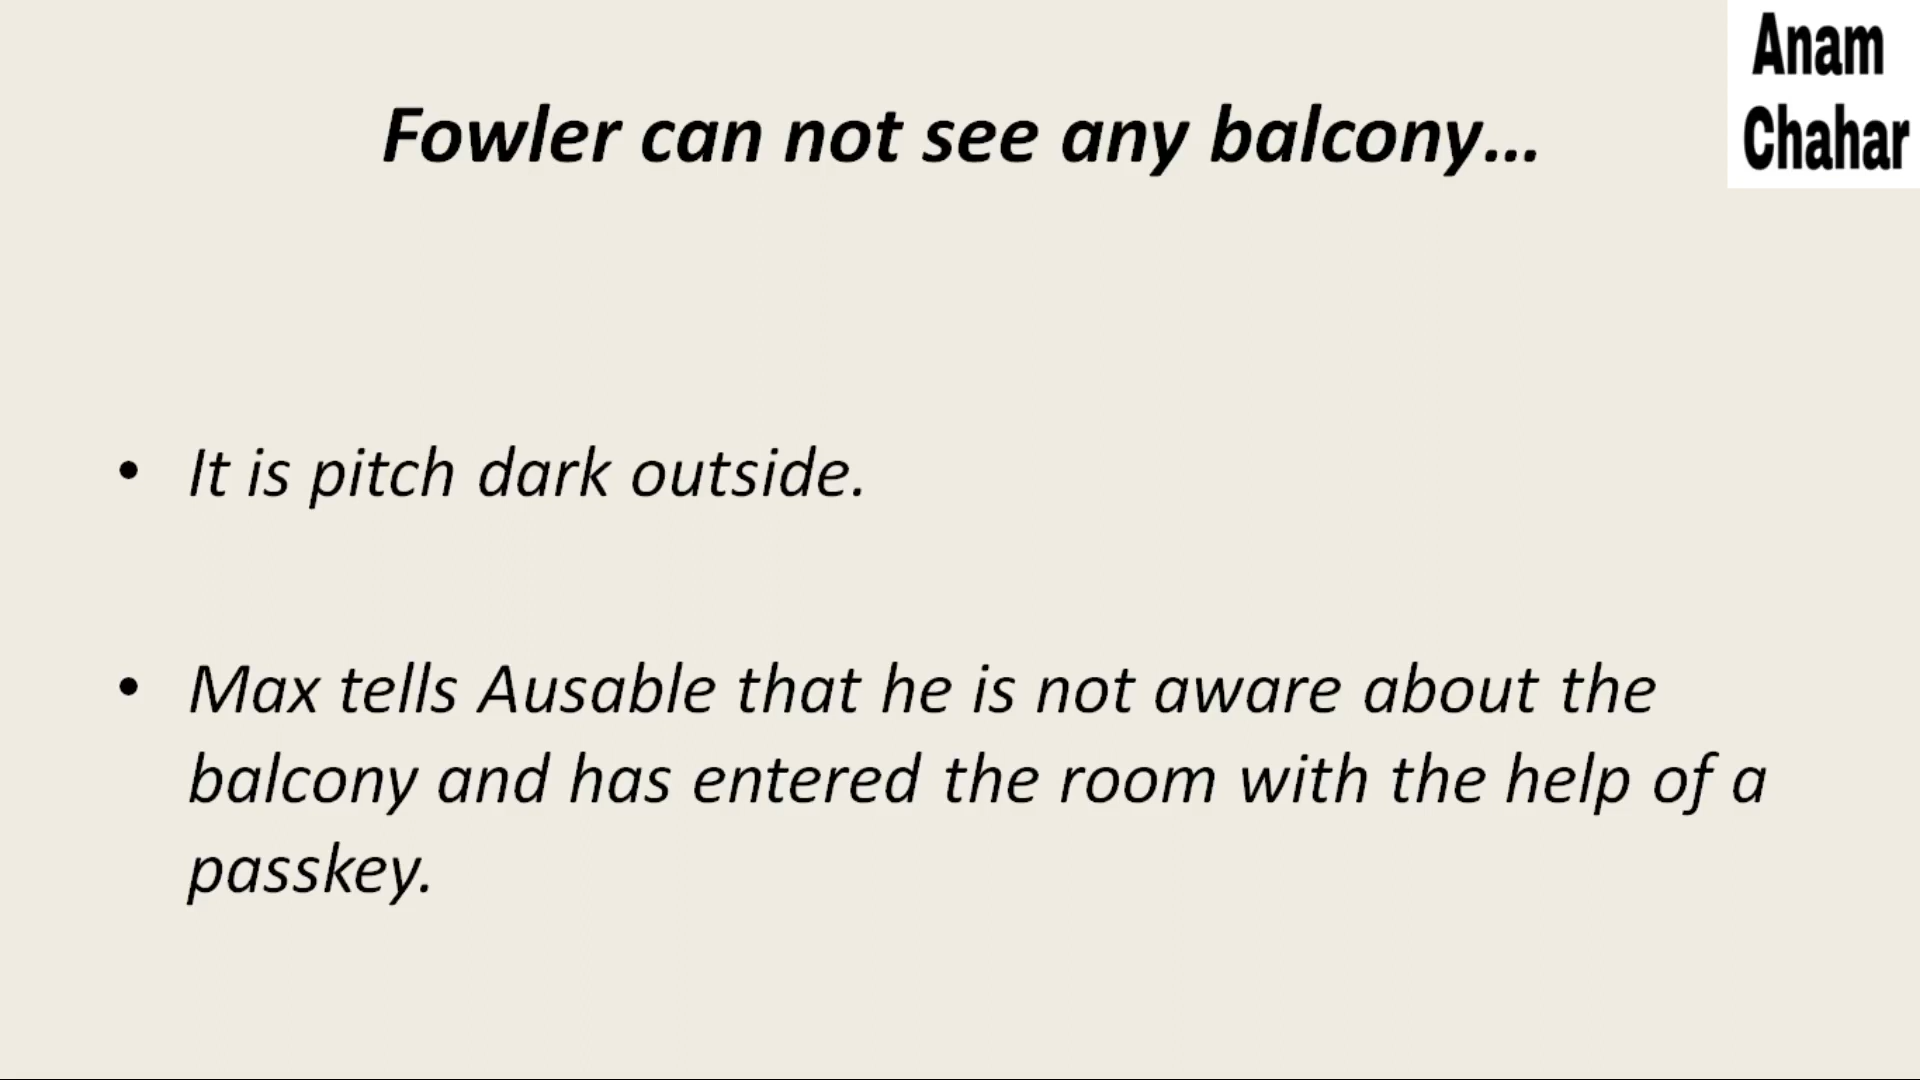 Anam
Chahar
Fowler can not see any balcony...
• It is pitch dark outside.
• Max tells Ausable that he is not aware about the
balcony and has entered the room with the help of a
passkey.